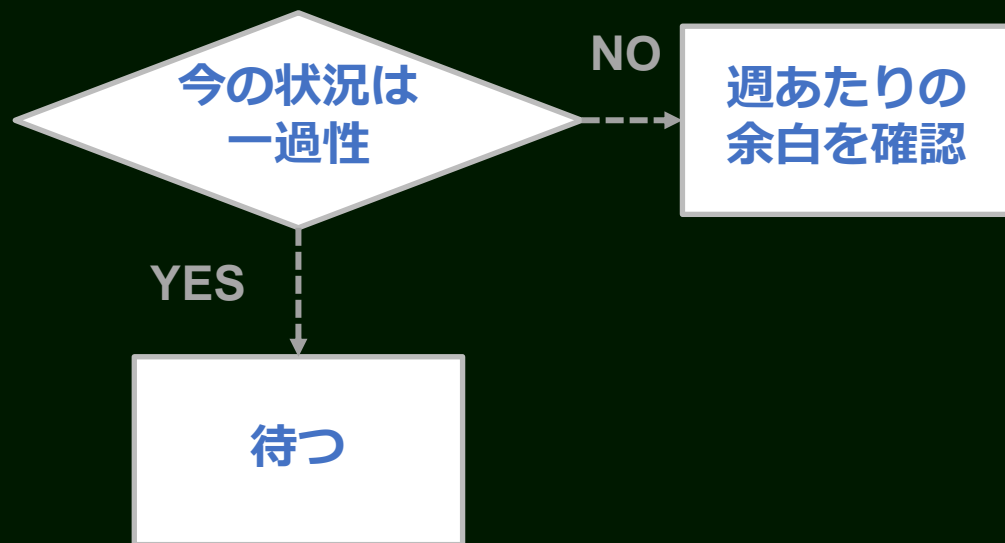 今の状況は
一過性
NO
週あたりの
余白を確認
YES
待つ